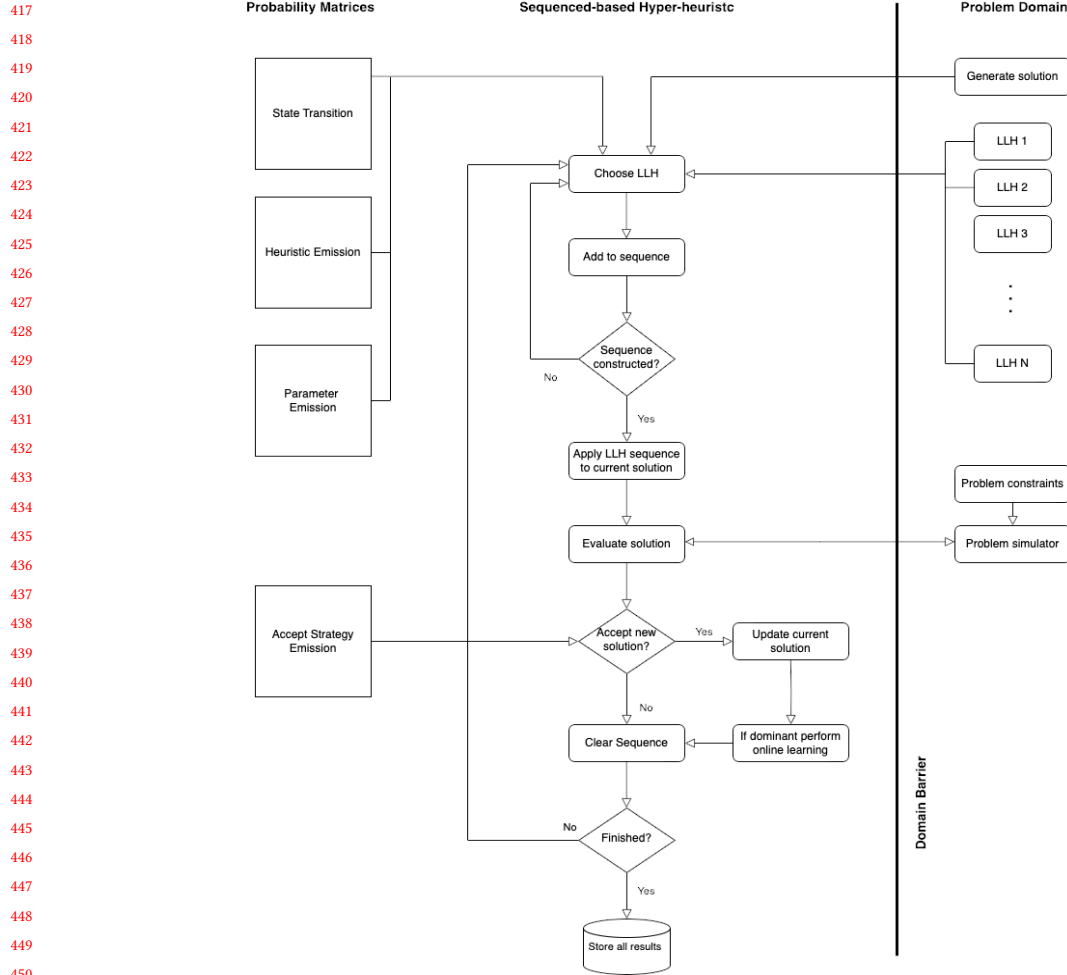 417
418
419
420
421
422
423
424
425
426
427
428
429
430
431
432
433
434
435
436
437
438
439
440
441
442
443
444
445
446
447
448
449
450
Probability Matrices
Sequenced-based Hyper-heuristc
Problem Domain
State Transition
Heuristic Emission
Parameter
Emission
Accept Strategy
Emission
Choose LLH
Add to sequence
Sequence
constructed?
No
Yes
Apply LLH sequence
to current solution
Evaluate solution
Accept new
solution?
Yes
Update current
solution
No
Clear Sequence
If dominant perform
online learning
Finished?
No
Yes
Store all results
Domain Barrier
Generate solution
LLH 1
LLH 2
LLH 3
LLH N
Problem constraints
Problem simulator